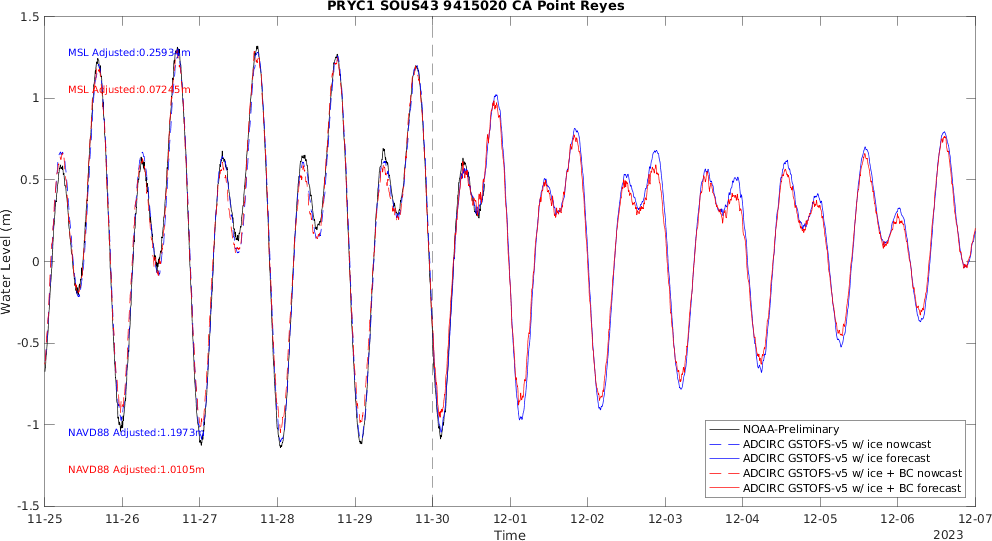 PRYC1 SOUS43 9415020 CA Point Reyes
1.5
1
0.5
0
-0.5
-1
-1.5
Water Level (m)
MSL Adjusted:0.2593m
MSL Adjusted:0.07245m
NAVD88 Adjusted:1.1973m
NAVD88 Adjusted:1.0105m
NOAA-Preliminary
ADCIRC GSTOFS-v5 w/ ice nowcast
ADCIRC GSTOFS-v5 w/ ice forecast
ADCIRC GSTOFS-v5 w/ ice + BC nowcast
ADCIRC GSTOFS-v5 w/ ice + BC forecast
11-25 11-26 11-27 11-28 11-29 11-30 12-01 12-02 12-03 12-04 12-05 12-06 12-07
Time
2023